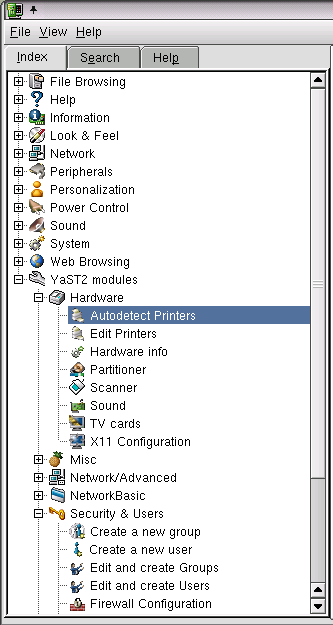 File View Help
Index Search Help
File Browsing
Help
Information
Look & Feel
Network
Peripherals
Personalization
Power Control
Sound
System
Web Browsing
YaST2 modules
Hardware
Autodetect Printers
Edit Printers
Hardware info
Partitioner
Scanner
Sound
TV cards
X11 Configuration
Misc
Network/Advanced
NetworkBasic
Security & Users
Create a new group
Create a new user
Edit and create Groups
Edit and create Users
Firewall Configuration